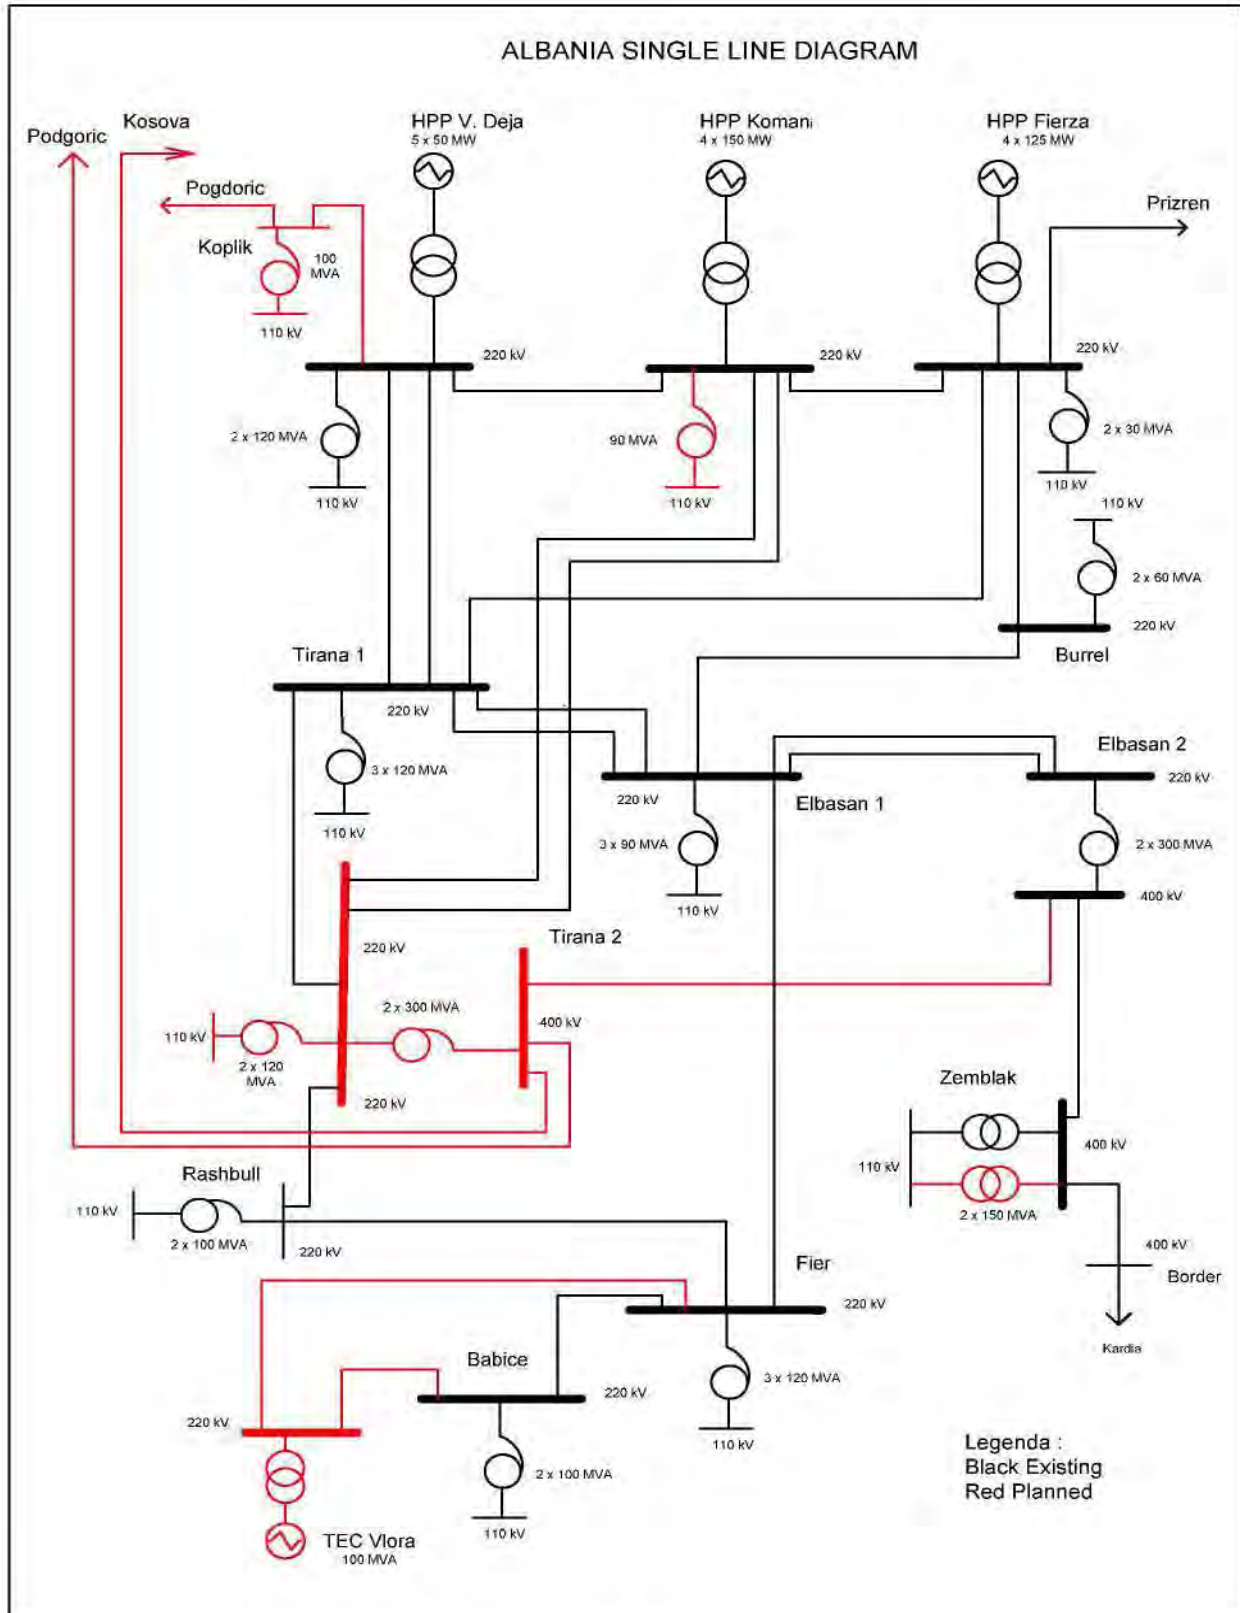 ALBANIA SINGLE LINE DIAGRAM
Podgoric
Kosova
HPP V. Deja
5 x 50 MW
HPP Komani
4 x 150 MW
HPP Fierza
4 x 125 MW
Pogdoric
Prizren
Koplik
100
MVA
110 kV
220 kV
220 kV
220 kV
2 x 120 MVA
90 MVA
2 x 30 MVA
110 kV
110 kV
110 kV
110 kV
2 x 60 MVA
220 kV
Burrel
Tirana 1
220 kV
3 x 120 MVA
110 kV
Elbasan 2
220 kV
220 kV
Elbasan 1
3 x 90 MVA
110 kV
2 x 300 MVA
400 kV
Tirana 2
220 kV
2 x 300 MVA
400 kV
110 kV
2 x 120
MVA
220 kV
Zemblak
400 kV
110 kV
2 x 150 MVA
Rashbull
110 kV
2 x 100 MVA
220 kV
400 kV
Border
Kardia
Fier
220 kV
Babice
220 kV
3 x 120 MVA
110 kV
220 kV
2 x 100 MVA
110 kV
TEC Vlora
100 MVA
Legenda :
Black Existing
Red Planned